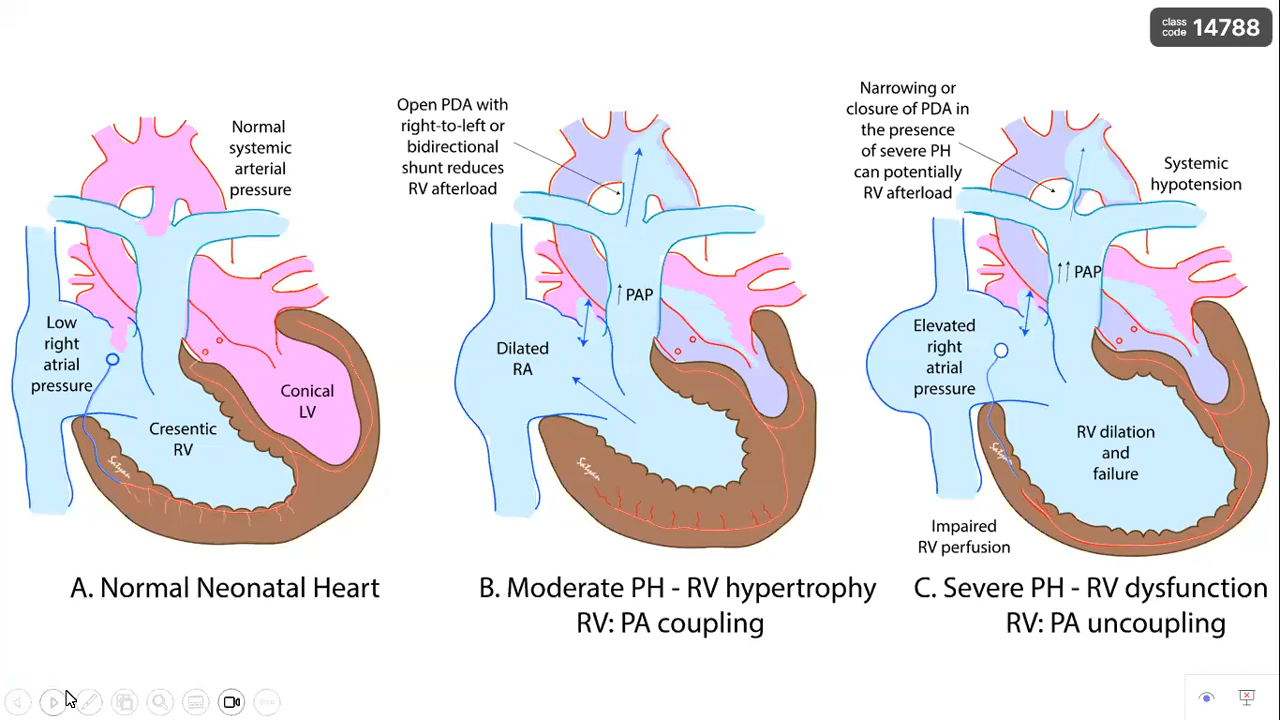 class
code 14788
Normal
systemic
arterial
pressure
Low
right
atrial
pressure
Conical
LV
Cresentic
RV
Satyan
A. Normal Neonatal Heart
Open PDA with
right-to-left or
bidirectional
shunt reduces
RV afterload
↑ PAP
Dilated
RA
Satyan
B. Moderate PH - RV hypertrophy
RV: PA coupling
Narrowing or
closure of PDA in
the presence
of severe PH
can potentially
RV afterload
Systemic
hypotension
↑↑ PAP
Elevated
right
atrial
pressure
RV dilation
and
failure
Satyan
Impaired
RV perfusion
C. Severe PH - RV dysfunction
RV: PA uncoupling